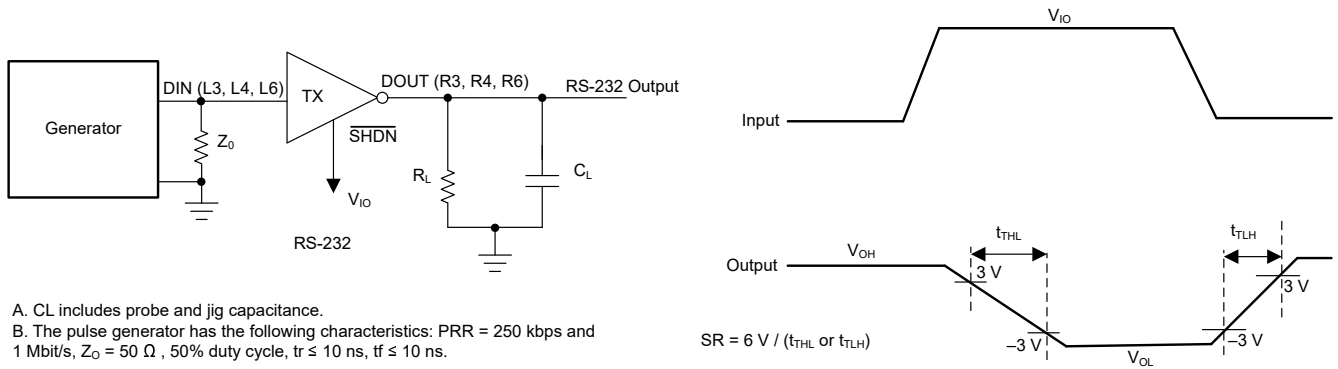 Generator
DIN (L3, L4, L6)
Z0
TX
SHDN
VIO
DOUT (R3, R4, R6)
RS-232 Output
RL
CL
RS-232
A. CL includes probe and jig capacitance.
B. The pulse generator has the following characteristics: PRR = 250 kbps and
1 Mbit/s, ZO = 50 Ω , 50% duty cycle, tr ≤ 10 ns, tf ≤ 10 ns.
VIO
Input
Output
VOH
tTHL
tTLH
3 V
3 V
–3 V
–3 V
VOL
SR = 6 V / (tTHL or tTLH)